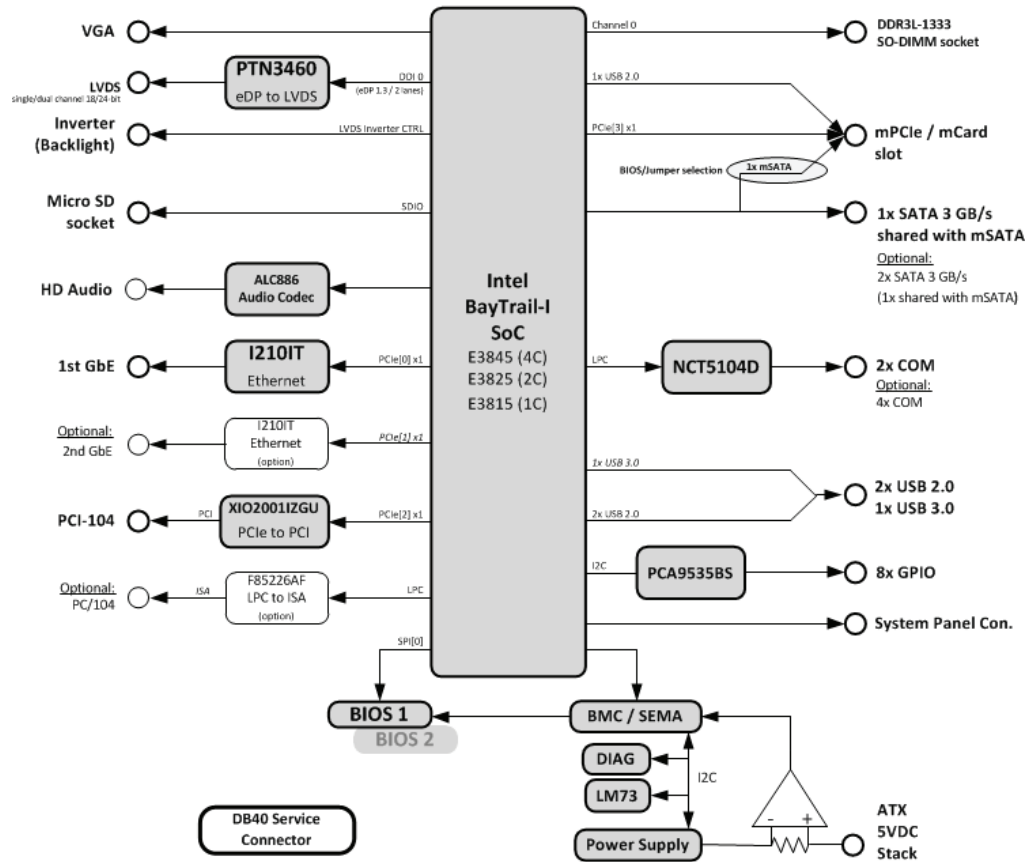 VGA
PTN3460
eDP to LVDS
DDI 0
(eDP 1.3 / 2 lanes)
LVDS
single/dual channel 18/24-bit
Inverter
(Backlight)
LVDS Inverter CTRL
Micro SD
socket
SDIO
HD Audio
ALC886
Audio Codec
1st GbE
I210IT
Ethernet
PCIe[0] x1
Optional:
2nd GbE
I210IT
Ethernet
(option)
PCIe[1] x1
PCI-104
PCI
XIO2001IZGU
PCIe to PCI
PCIe[2] x1
Optional:
PC/104
ISA
F85226AF
LPC to ISA
(option)
LPC
SPI[0]
Intel
BayTrail-I
SoC
E3845 (4C)
E3825 (2C)
E3815 (1C)
Channel 0
DDR3L-1333
SO-DIMM socket
1x USB 2.0
PCIe[3] x1
mPCIe / mCard
slot
BIOS/Jumper selection
1x mSATA
1x SATA 3 GB/s
shared with mSATA
Optional:
2x SATA 3 GB/s
(1x shared with mSATA)
LPC
NCT5104D
2x COM
Optional:
4x COM
1x USB 3.0
2x USB 2.0
2x USB 2.0
1x USB 3.0
I2C
PCA9535BS
8x GPIO
System Panel Con.
BIOS 1
BIOS 2
BMC / SEMA
DIAG
I2C
LM73
Power Supply
- +
ATX
5VDC
Stack
DB40 Service
Connector